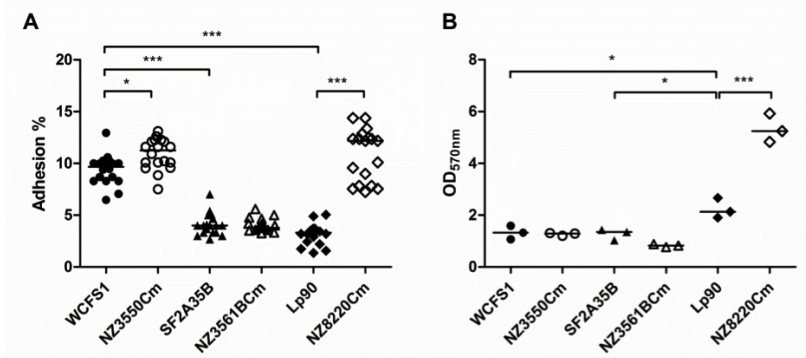 A
B
***
***
*
***
*
*
***
Adhesion %
20
15
10
5
0
OD570nm
8
6
4
2
0
WCFS1
NZ3550Cm
SF2A35B
NZ3561BCm
Lp90
NZ8220Cm
WCFS1
NZ3550Cm
SF2A35B
NZ3561BCm
Lp90
NZ8220Cm